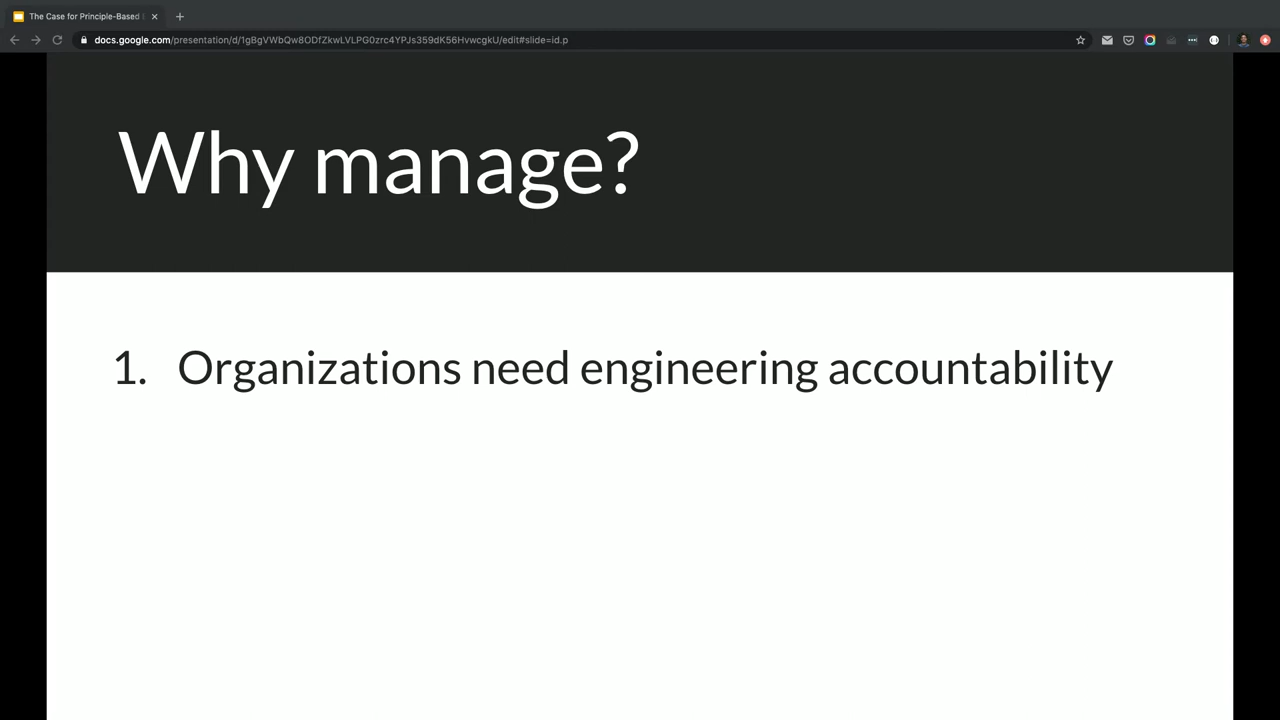 The Case for Principle-Based
docs.google.com/presentation/d/1gBgVWbQw8ODfZkwLVLPG0zrc4YPJs359dK56HvwcgkU/edit#slide=id.p
Why manage?
1. Organizations need engineering accountability